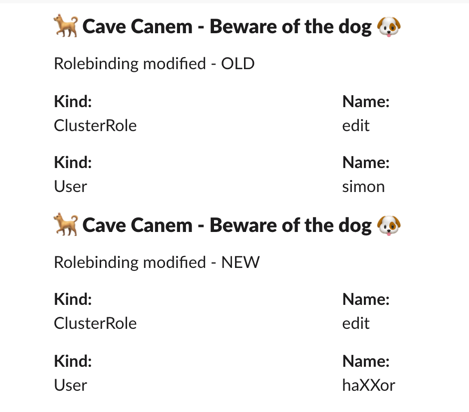 🐕 Cave Canem - Beware of the dog 🐶
Rolebinding modified - OLD
Kind: Name:
ClusterRole edit
Kind: Name:
User simon
🐕 Cave Canem - Beware of the dog 🐶
Rolebinding modified - NEW
Kind: Name:
ClusterRole edit
Kind: Name:
User haXXor